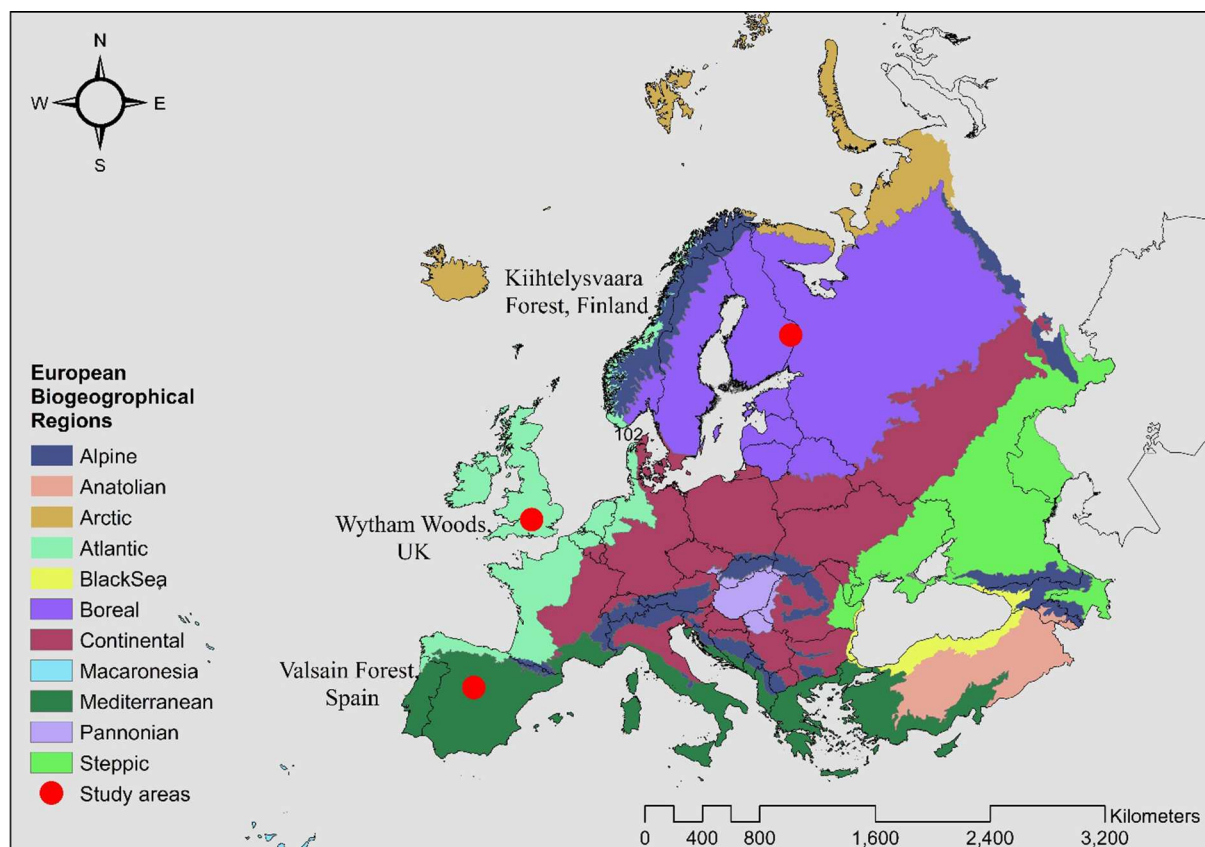 N
W E
S
Kiihtelysvaara
Forest, Finland
102
Wytham Woods,
UK
Valsain Forest,
Spain
European
Biogeographical
Regions
Alpine
Anatolian
Arctic
Atlantic
BlackSea
Boreal
Continental
Macaronesia
Mediterranean
Pannonian
Steppic
Study areas
Kilometers
0 400 800 1,600 2,400 3,200